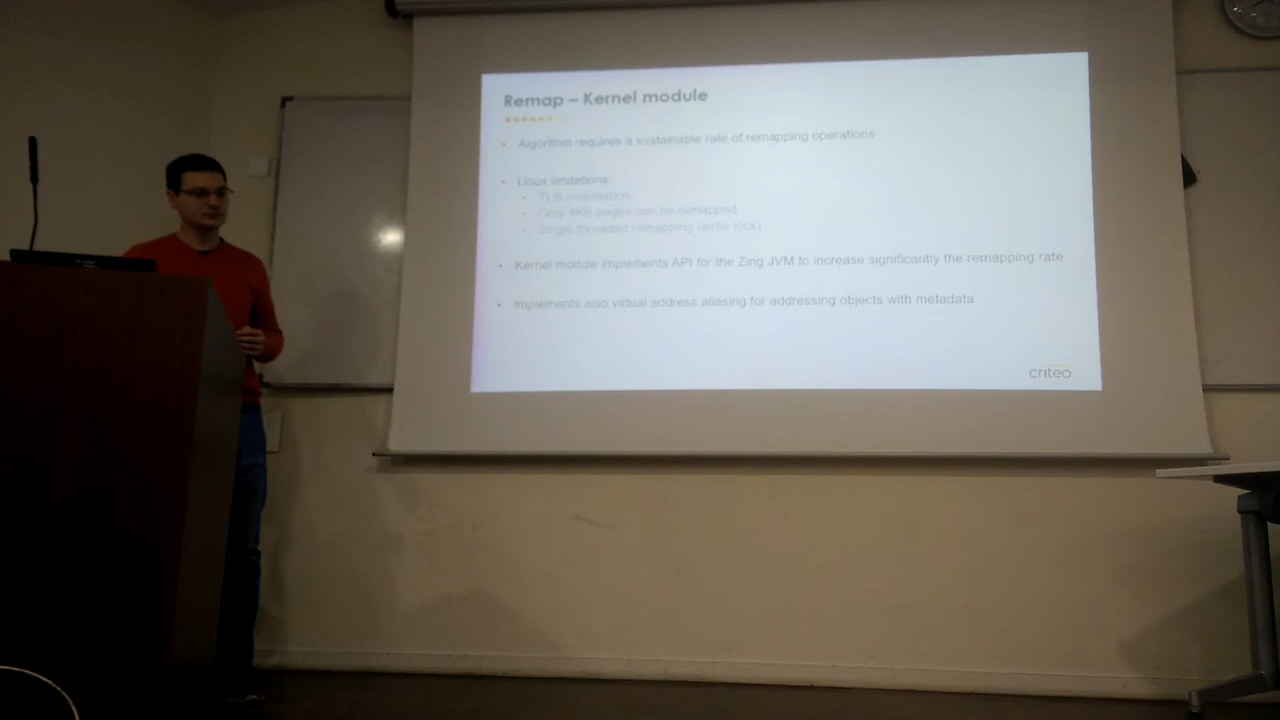 Remap – Kernel module
• Algorithm requires a sustainable rate of remapping operations
• Linux limitations:
• TLB invalidation
• Only 4KB pages can be remapped
• Single threaded remapping (write lock)
• Kernel module implements API for the Zing JVM to increase significantly the remapping rate
• Implements also virtual address aliasing for addressing objects with metadata
criteo